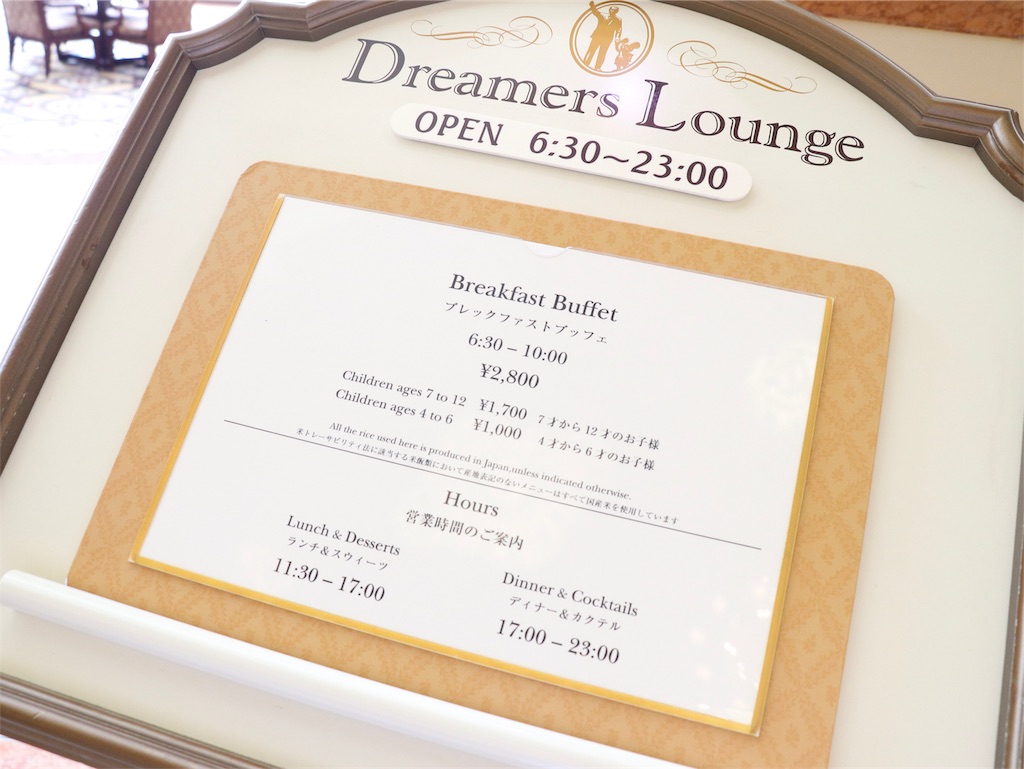 Dreamers Lounge
OPEN 6:30~23:00
Breakfast Buffet
ブレックファストブッフェ
6:30 – 10:00
¥2,800
Children ages 7 to 12 ¥1,700 7才から12才のお子様
Children ages 4 to 6 ¥1,000 4才から6才のお子様
All the rice used here is produced in Japan,unless indicated otherwise.
米トレーサビリティ法に該当する米飯類において産地表記のないメニューはすべて国産米を使用しています
Hours
営業時間のご案内
Lunch & Desserts
ランチ&スウィーツ
11:30 – 17:00
Dinner & Cocktails
ディナー&カクテル
17:00 – 23:00